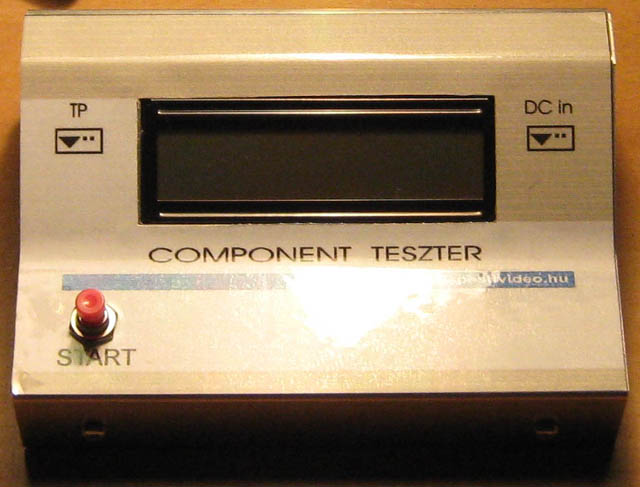 TP
DC in
COMPONENT TESZTER
START